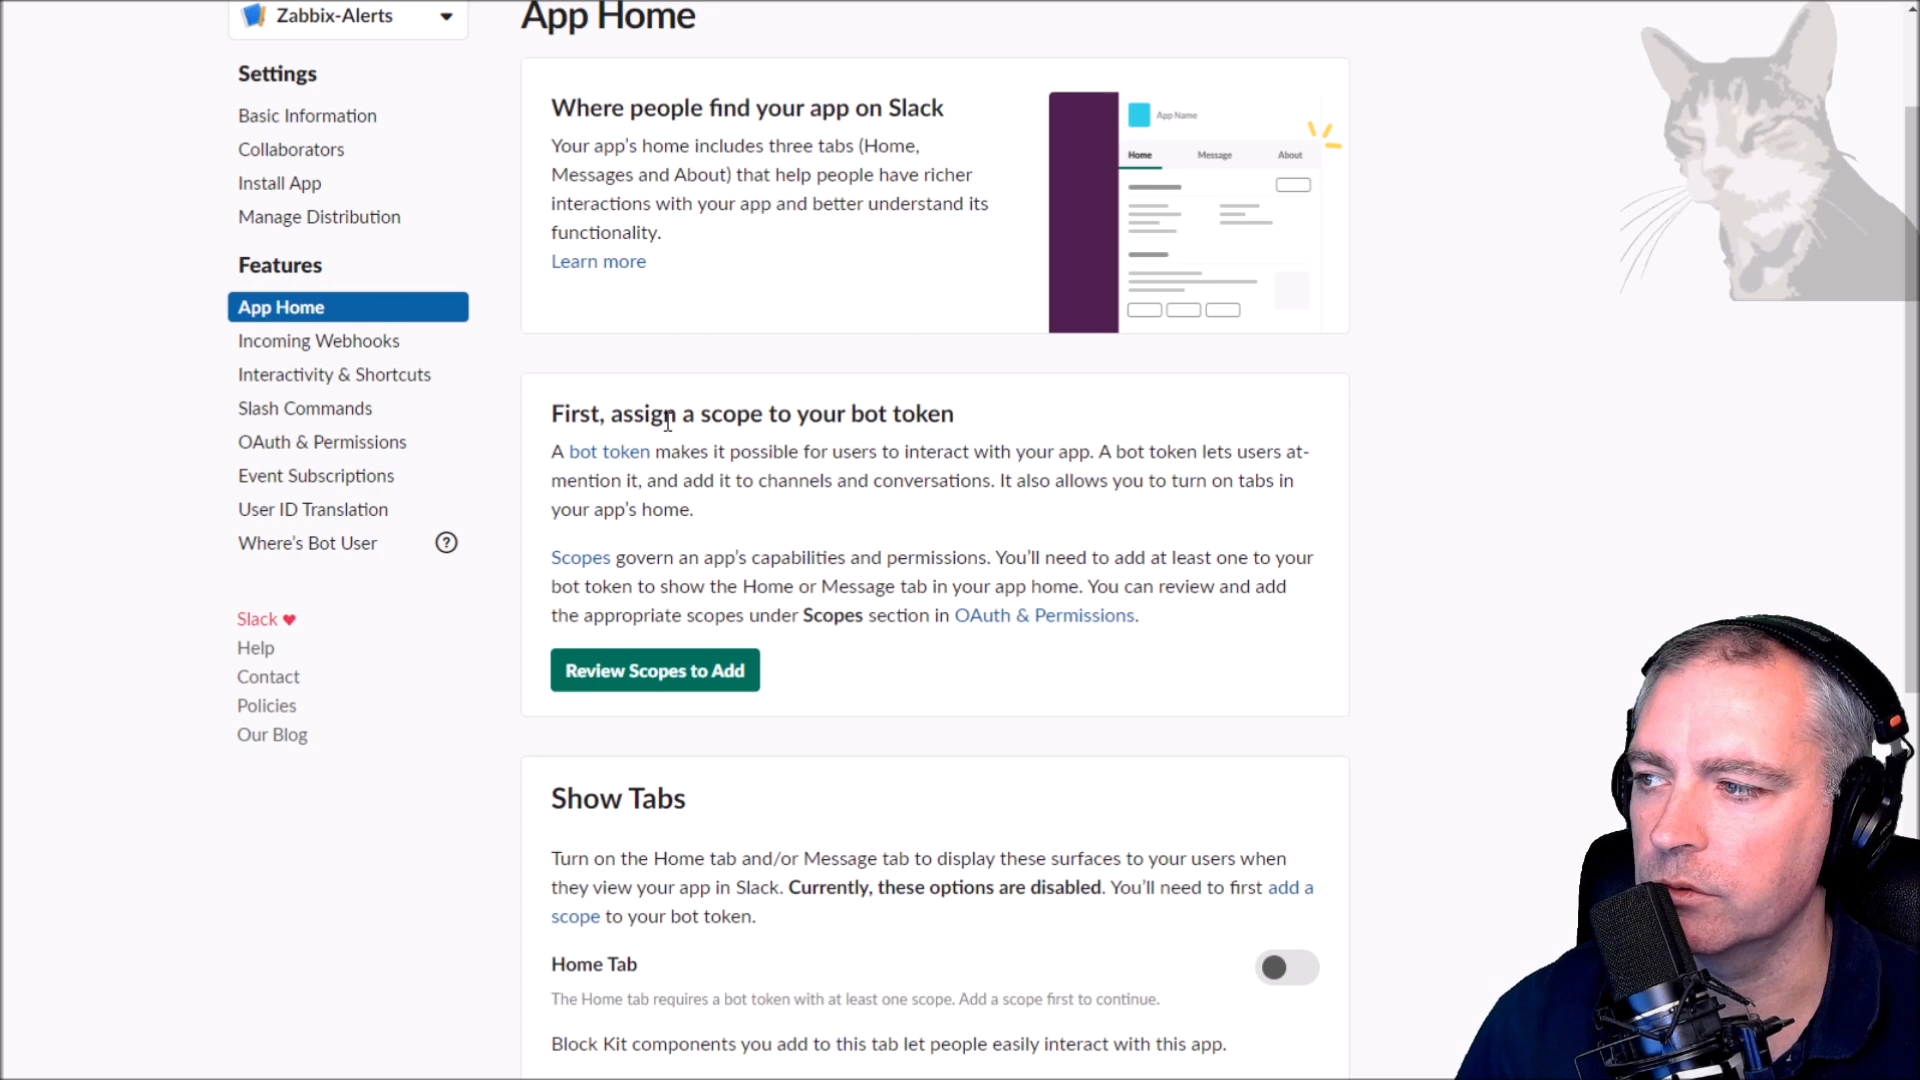 Zabbix-Alerts
Settings
Basic Information
Collaborators
Install App
Manage Distribution
Features
App Home
Incoming Webhooks
Interactivity & Shortcuts
Slash Commands
OAuth & Permissions
Event Subscriptions
User ID Translation
Where's Bot User
?
Slack
Help
Contact
Policies
Our Blog
App Home
Where people find your app on Slack
Your app's home includes three tabs (Home,
Messages and About) that help people have richer
interactions with your app and better understand its
functionality.
Learn more
App Name
Home Message About
First, assign a scope to your bot token
A bot token makes it possible for users to interact with your app. A bot token lets users at-
mention it, and add it to channels and conversations. It also allows you to turn on tabs in
your app's home.
Scopes govern an app's capabilities and permissions. You'll need to add at least one to your
bot token to show the Home or Message tab in your app home. You can review and add
the appropriate scopes under Scopes section in OAuth & Permissions.
Review Scopes to Add
Show Tabs
Turn on the Home tab and/or Message tab to display these surfaces to your users when
they view your app in Slack. Currently, these options are disabled. You'll need to first add a
scope to your bot token.
Home Tab
The Home tab requires a bot token with at least one scope. Add a scope first to continue.
Block Kit components you add to this tab let people easily interact with this app.